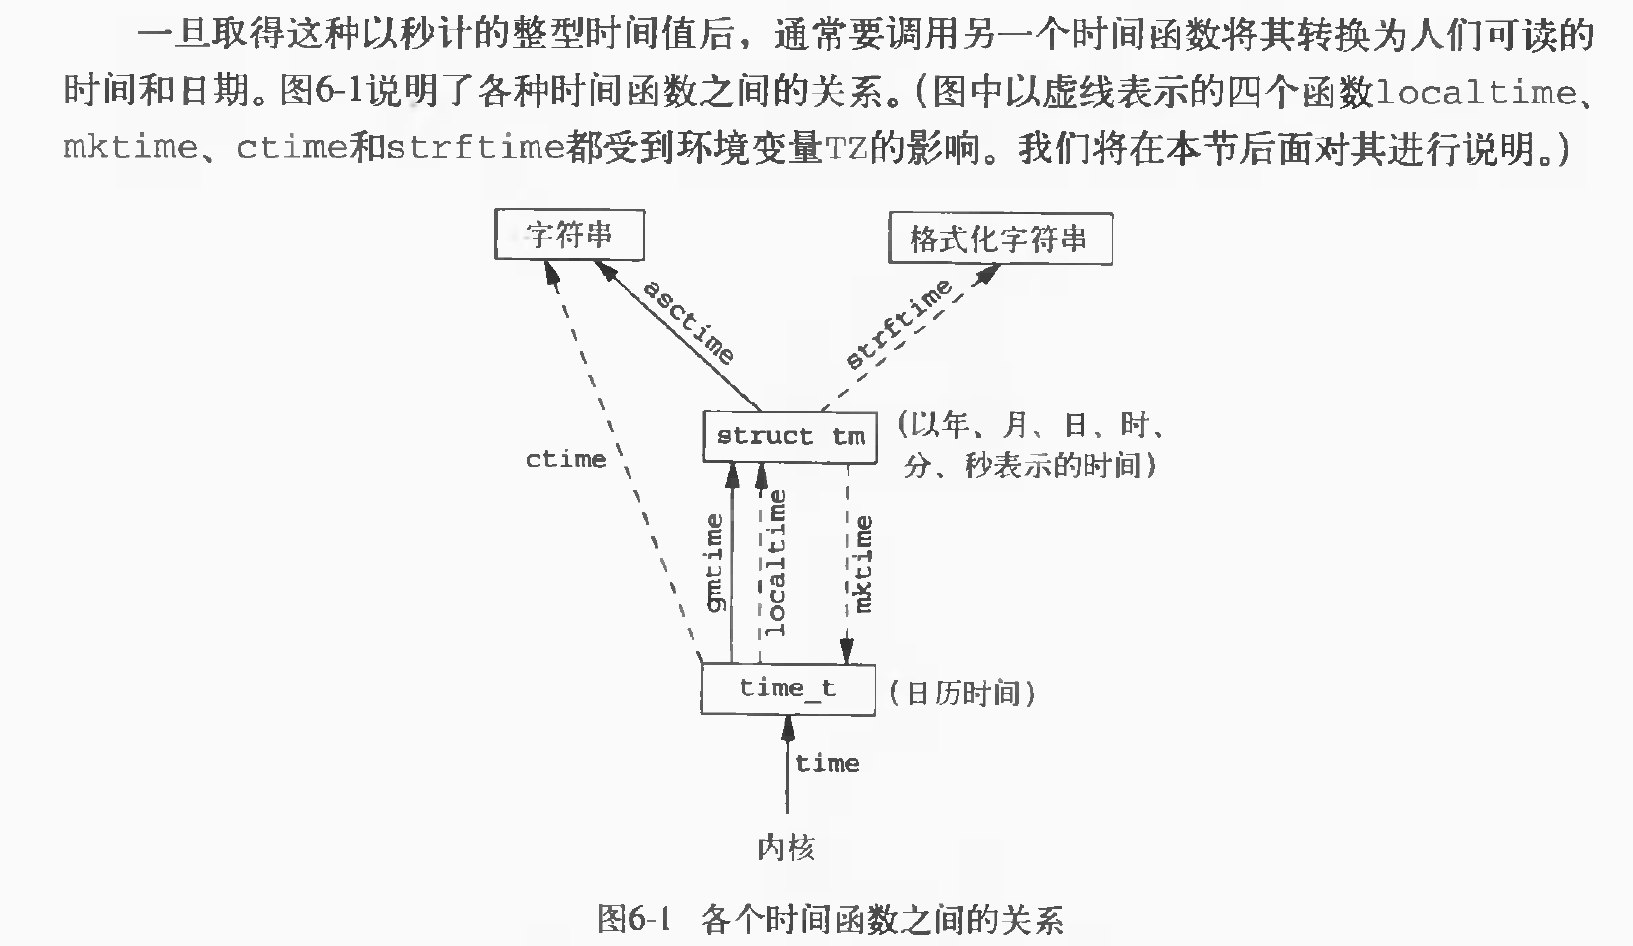 一旦取得这种以秒计的整型时间值后，通常要调用另一个时间函数将其转换为人们可读的
时间和日期。图6-1说明了各种时间函数之间的关系。(图中以虚线表示的四个函数localtime、
mktime、ctime和strftime都受到环境变量TZ的影响。我们将在本节后面对其进行说明。)
字符串
格式化字符串
asctime
strftime
struct tm
(以年、月、日、时、
分、秒表示的时间)
ctime
gmtime
localtime
mktime
time_t
(日历时间)
time
内核
图6-1 各个时间函数之间的关系